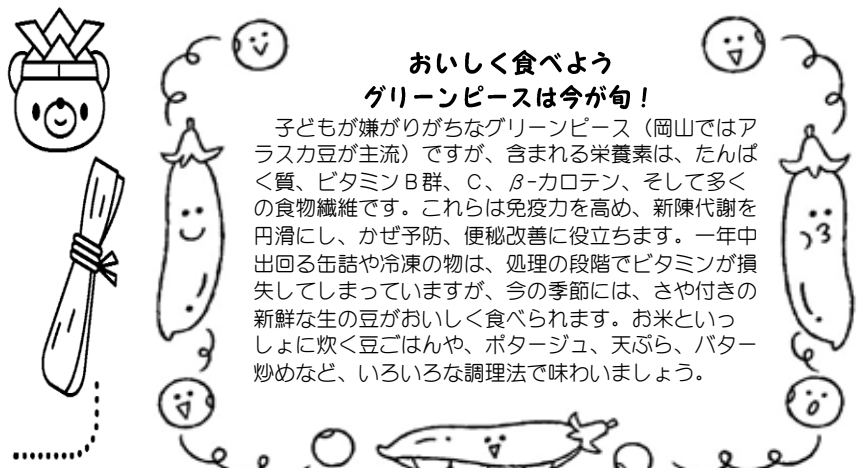 おいしく食べよう
グリーンピースは今が旬！
　子どもが嫌がりがちなグリーンピース（岡山ではア
ラスカ豆が主流）ですが、含まれる栄養素は、たんぱ
く質、ビタミンＢ群、Ｃ、β-カロテン、そして多く
の食物繊維です。これらは免疫力を高め、新陳代謝を
円滑にし、かぜ予防、便秘改善に役立ちます。一年中
出回る缶詰や冷凍の物は、処理の段階でビタミンが損
失してしまっていますが、今の季節には、さや付きの
新鮮な生の豆がおいしく食べられます。お米といっ
しょに炊く豆ごはんや、ポタージュ、天ぷら、バター
炒めなど、いろいろな調理法で味わいましょう。